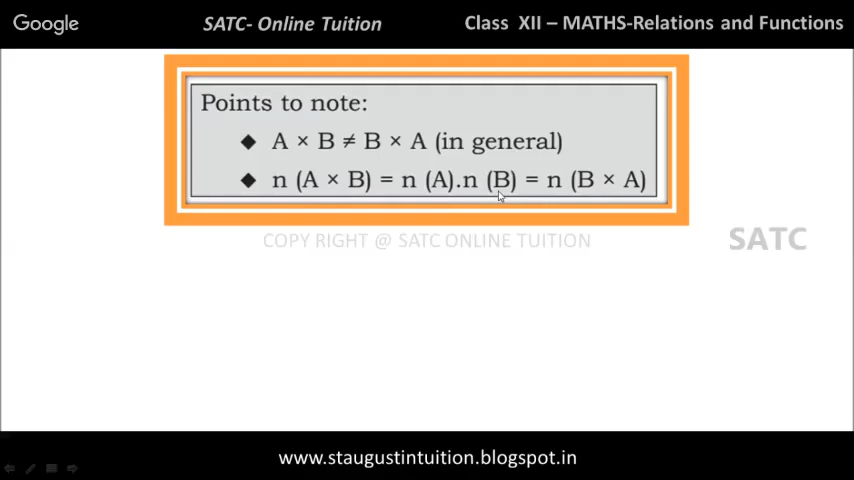 Google
SATC- Online Tuition
Class XII – MATHS-Relations and Functions
Points to note:
◆ A × B ≠ B × A (in general)
◆ n (A × B) = n (A).n (B) = n (B × A)
COPY RIGHT @ SATC ONLINE TUITION
SATC
www.staugustintuition.blogspot.in